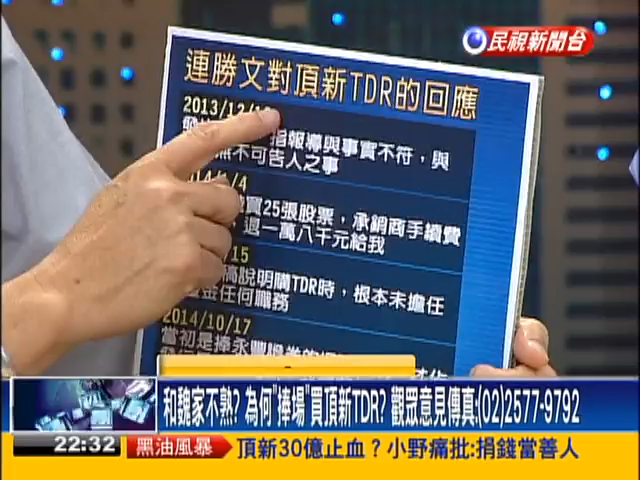 民視新聞台
連勝文對頂新TDR的回應
2013/12/1
指報導與事實不符，與
不可告人之事
/4
買25張股票，承銷商手續費
退一萬八千元給我
/15
稿說明購TDR時，根本未擔任
任何職務
2014/10/17
當初是捧永豐
和魏家不熟?為何"捧場"買頂新TDR?觀眾意見傳真:(02)2577-9792
22:32 黑油風暴 頂新30億止血?小野痛批:捐錢當善人